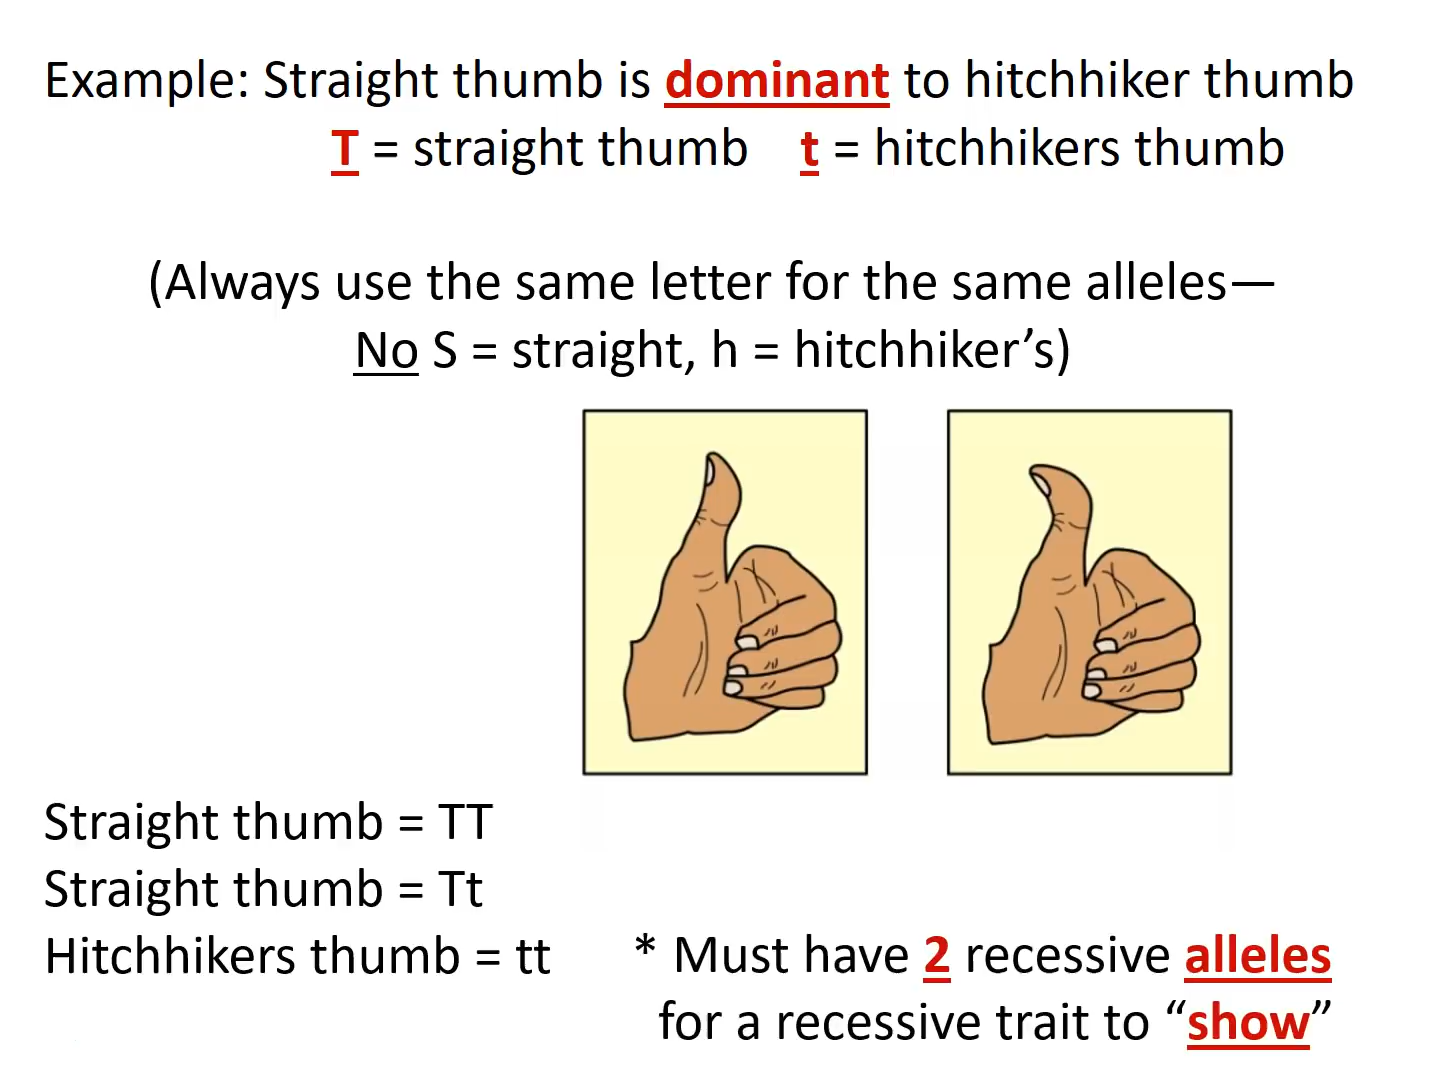 Example: Straight thumb is dominant to hitchhiker thumb
T = straight thumb t = hitchhikers thumb
(Always use the same letter for the same alleles—
No S = straight, h = hitchhiker’s)
Straight thumb = TT
Straight thumb = Tt
Hitchhikers thumb = tt
* Must have 2 recessive alleles
for a recessive trait to “show”